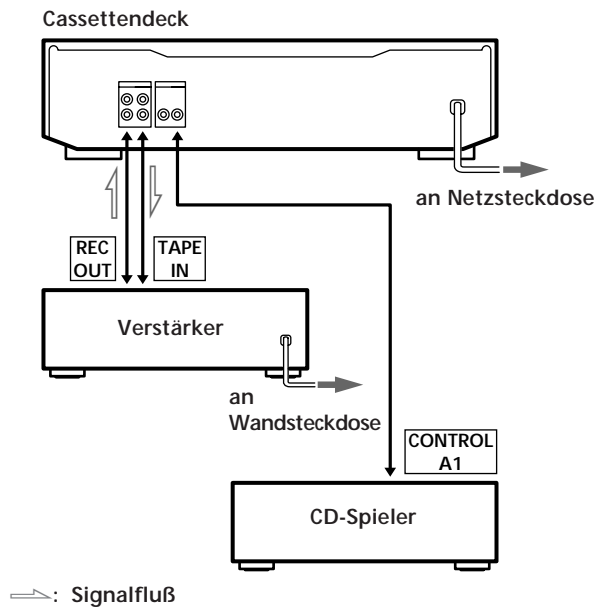 Cassettendeck
an Netzsteckdose
REC
OUT
TAPE
IN
Verstärker
an
Wandsteckdose
CONTROL
A1
CD-Spieler
: Signalfluß